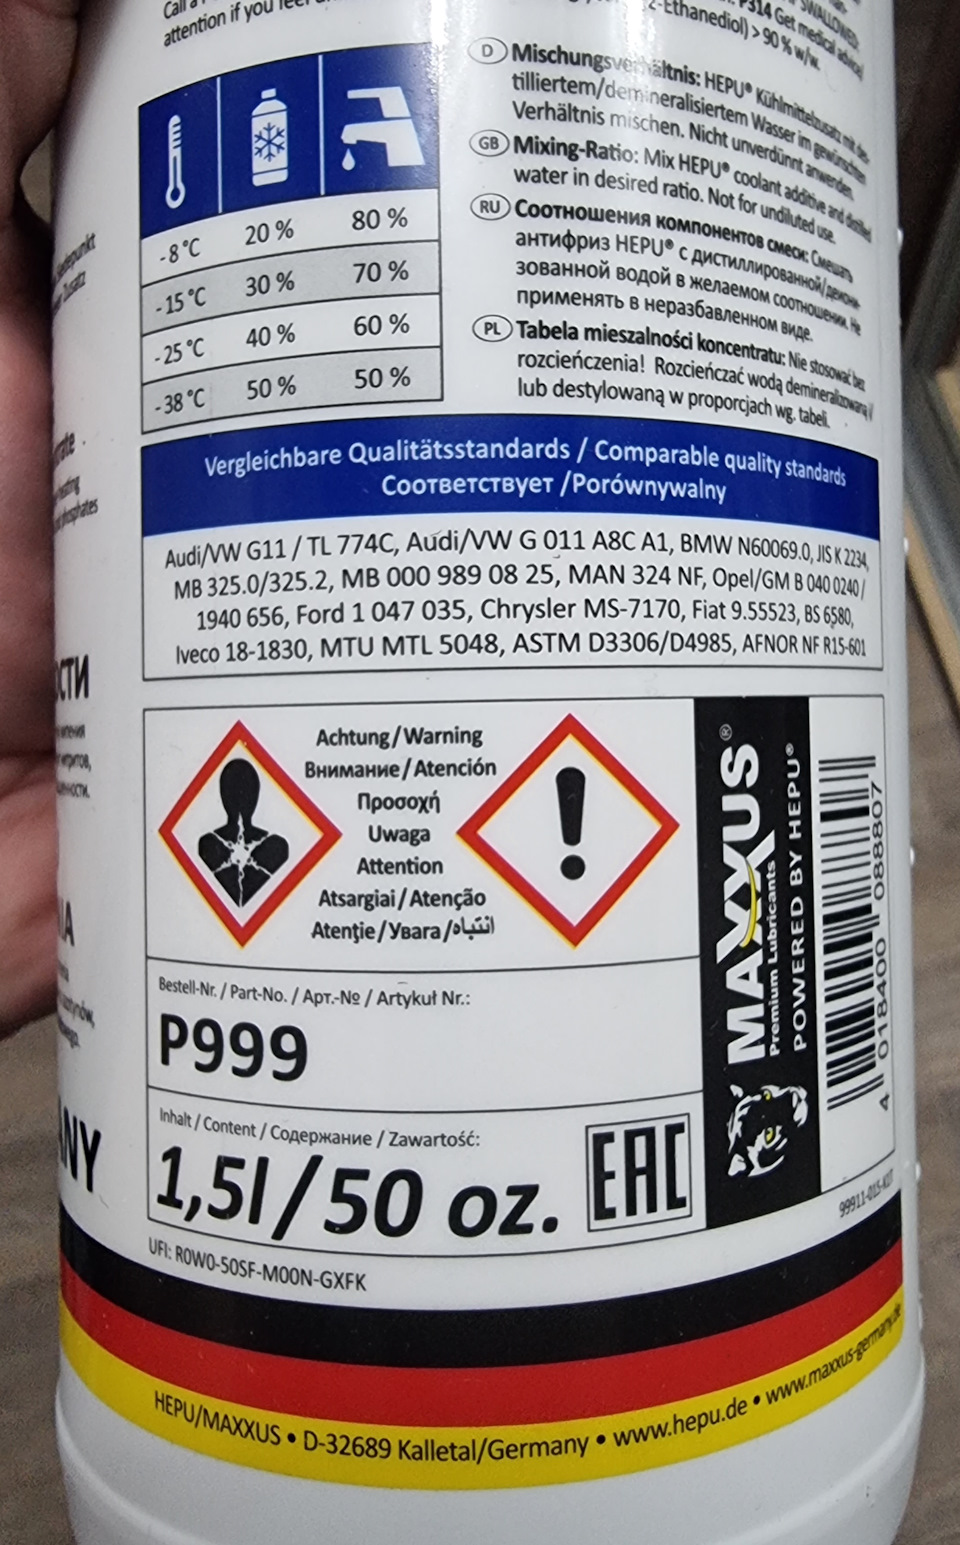 attention if you feel
P314 Get medical advice/
2-Ethanediol) > 90 % w/w.
-8 °C 20 % 80 %
-15 °C 30 % 70 %
-25 °C 40 % 60 %
-38 °C 50 % 50 %
D Mischungsverhältnis: HEPU® Kühlmittelzusatz mit des-
tilliertem/demineralisiertem Wasser im gewünschten
Verhältnis mischen. Nicht unverdünnt anwenden.
GB Mixing-Ratio: Mix HEPU® coolant additive and distilled
water in desired ratio. Not for undiluted use.
RU Соотношения компонентов смеси: Смешать
антифриз HEPU® с дистиллированной/деиони-
зованной водой в желаемом соотношении. Не
применять в неразбавленном виде.
PL Tabela mieszalności koncentratu: Nie stosować bez
rozcieńczenia! Rozcieńczać wodą demineralizowaną /
lub destylowaną w proporcjach wg. tabeli.
Vergleichbare Qualitätsstandards / Comparable quality standards
Соответствует /Porównywalny
Audi/VW G11 / TL 774C, Audi/VW G 011 A8C A1, BMW N60069.0, JIS K 2234,
MB 325.0/325.2, MB 000 989 08 25, MAN 324 NF, Opel/GM B 040 0240 /
1940 656, Ford 1 047 035, Chrysler MS-7170, Fiat 9.55523, BS 6580,
Iveco 18-1830, MTU MTL 5048, ASTM D3306/D4985, AFNOR NF R15-601
Achtung/Warning
Внимание/Atención
Προσοχή
Uwaga
Attention
Atsargiai/Atenção
Atenţie/Увага/انتباه
MAXXUS®
Premium Lubricants
POWERED BY HEPU®
4 018400 088807
Bestell-Nr. / Part-No. / Арт.-№ / Artykuł Nr.:
P999
Inhalt / Content / Содержание / Zawartość:
1,5l/50 oz.
EAC
99911-015-K07
UFI: R0W0-50SF-M00N-GXFK
HEPU/MAXXUS • D-32689 Kalletal/Germany • www.hepu.de • www.maxxus-germany.de